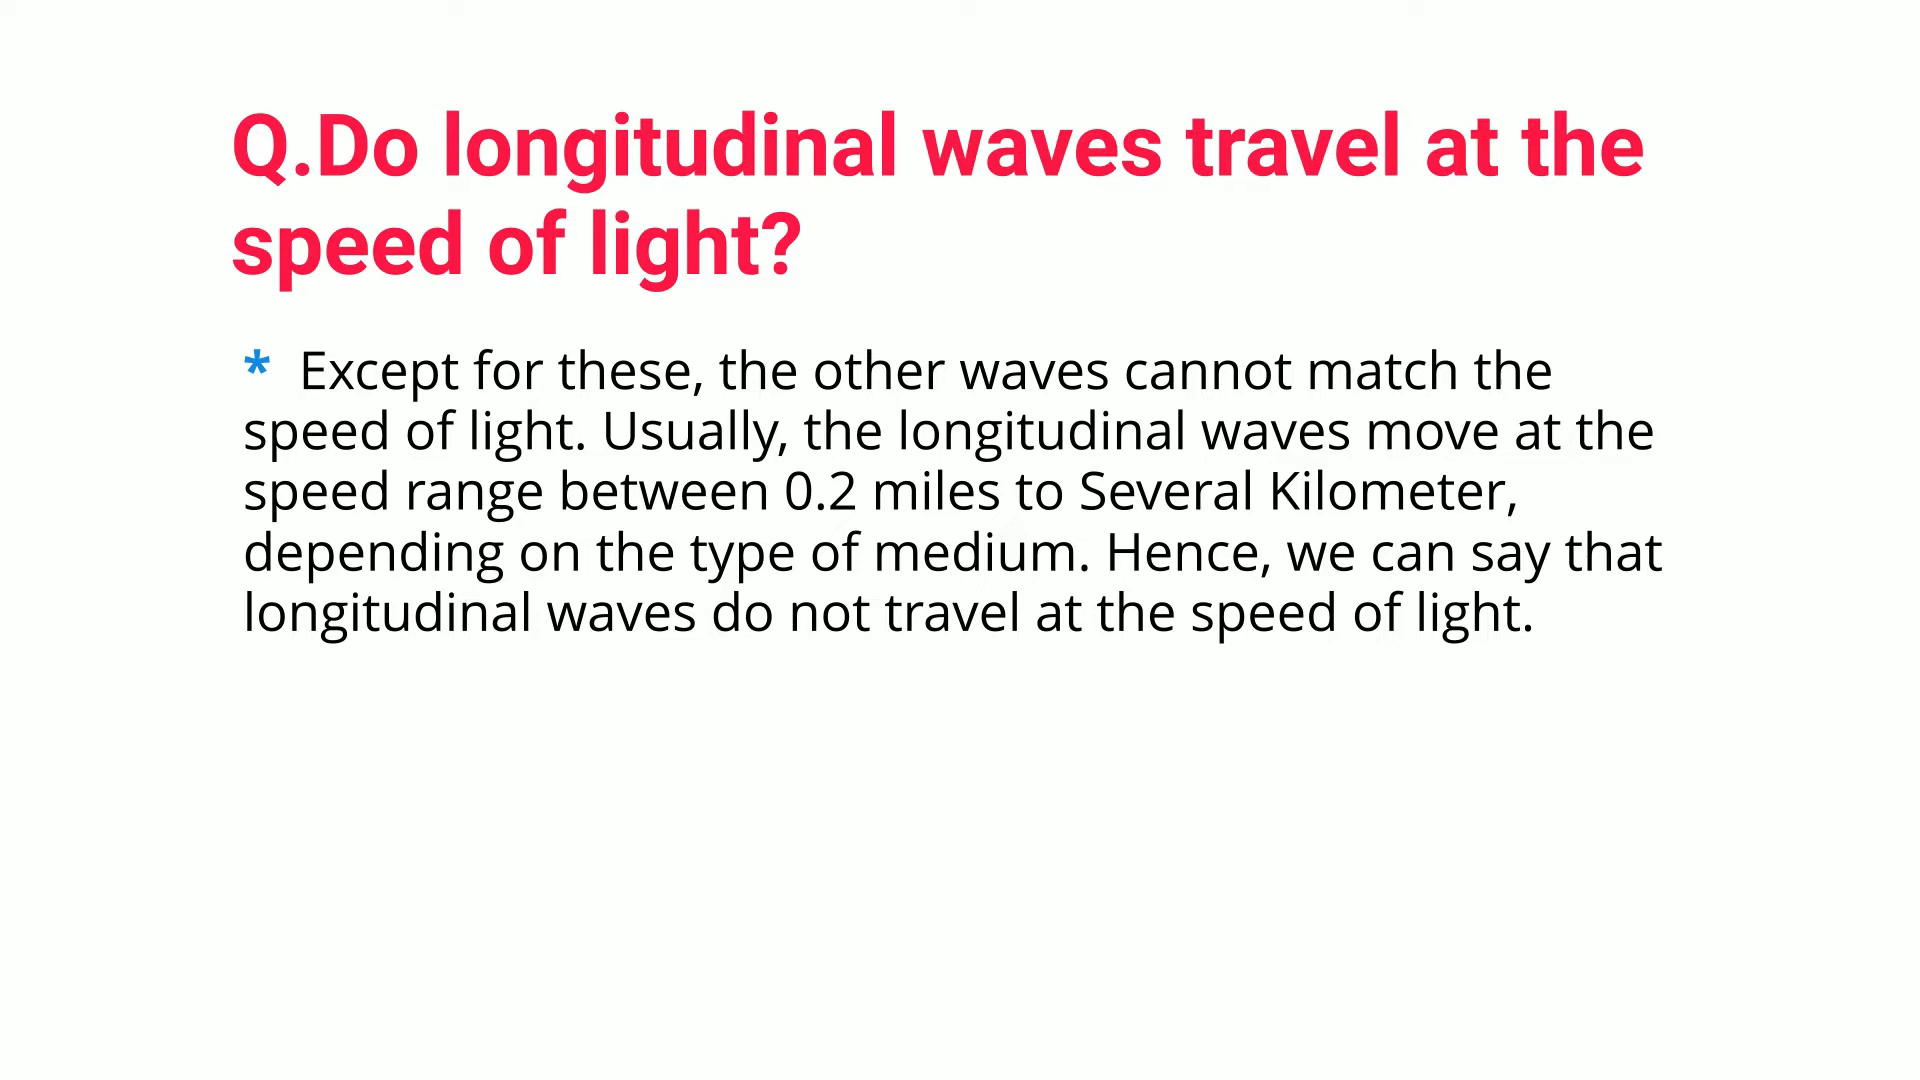 Q.Do longitudinal waves travel at the
speed of light?
* Except for these, the other waves cannot match the
speed of light. Usually, the longitudinal waves move at the
speed range between 0.2 miles to Several Kilometer,
depending on the type of medium. Hence, we can say that
longitudinal waves do not travel at the speed of light.